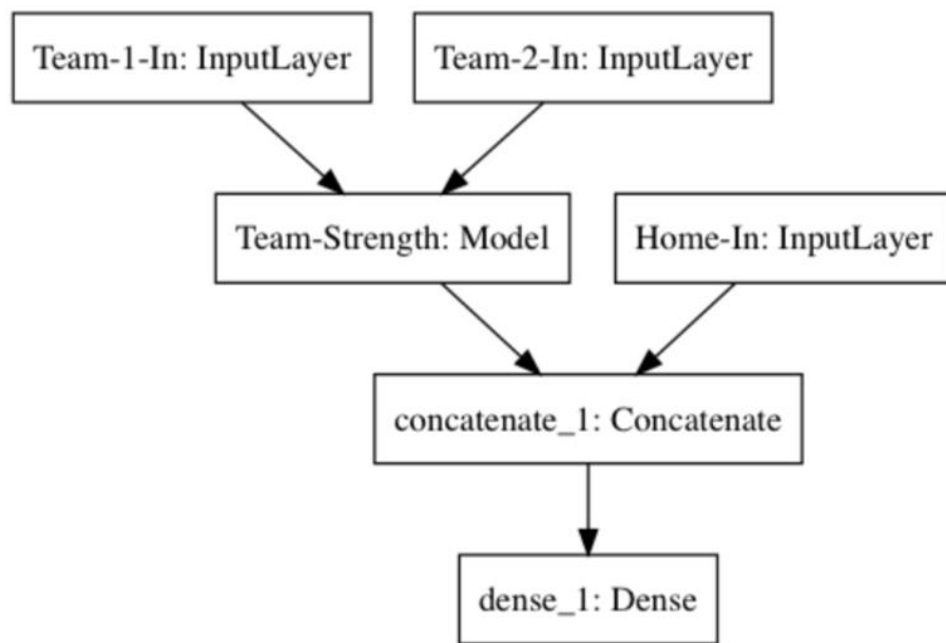 Team-1-In: InputLayer
Team-2-In: InputLayer
Team-Strength: Model
Home-In: InputLayer
concatenate_1: Concatenate
dense_1: Dense